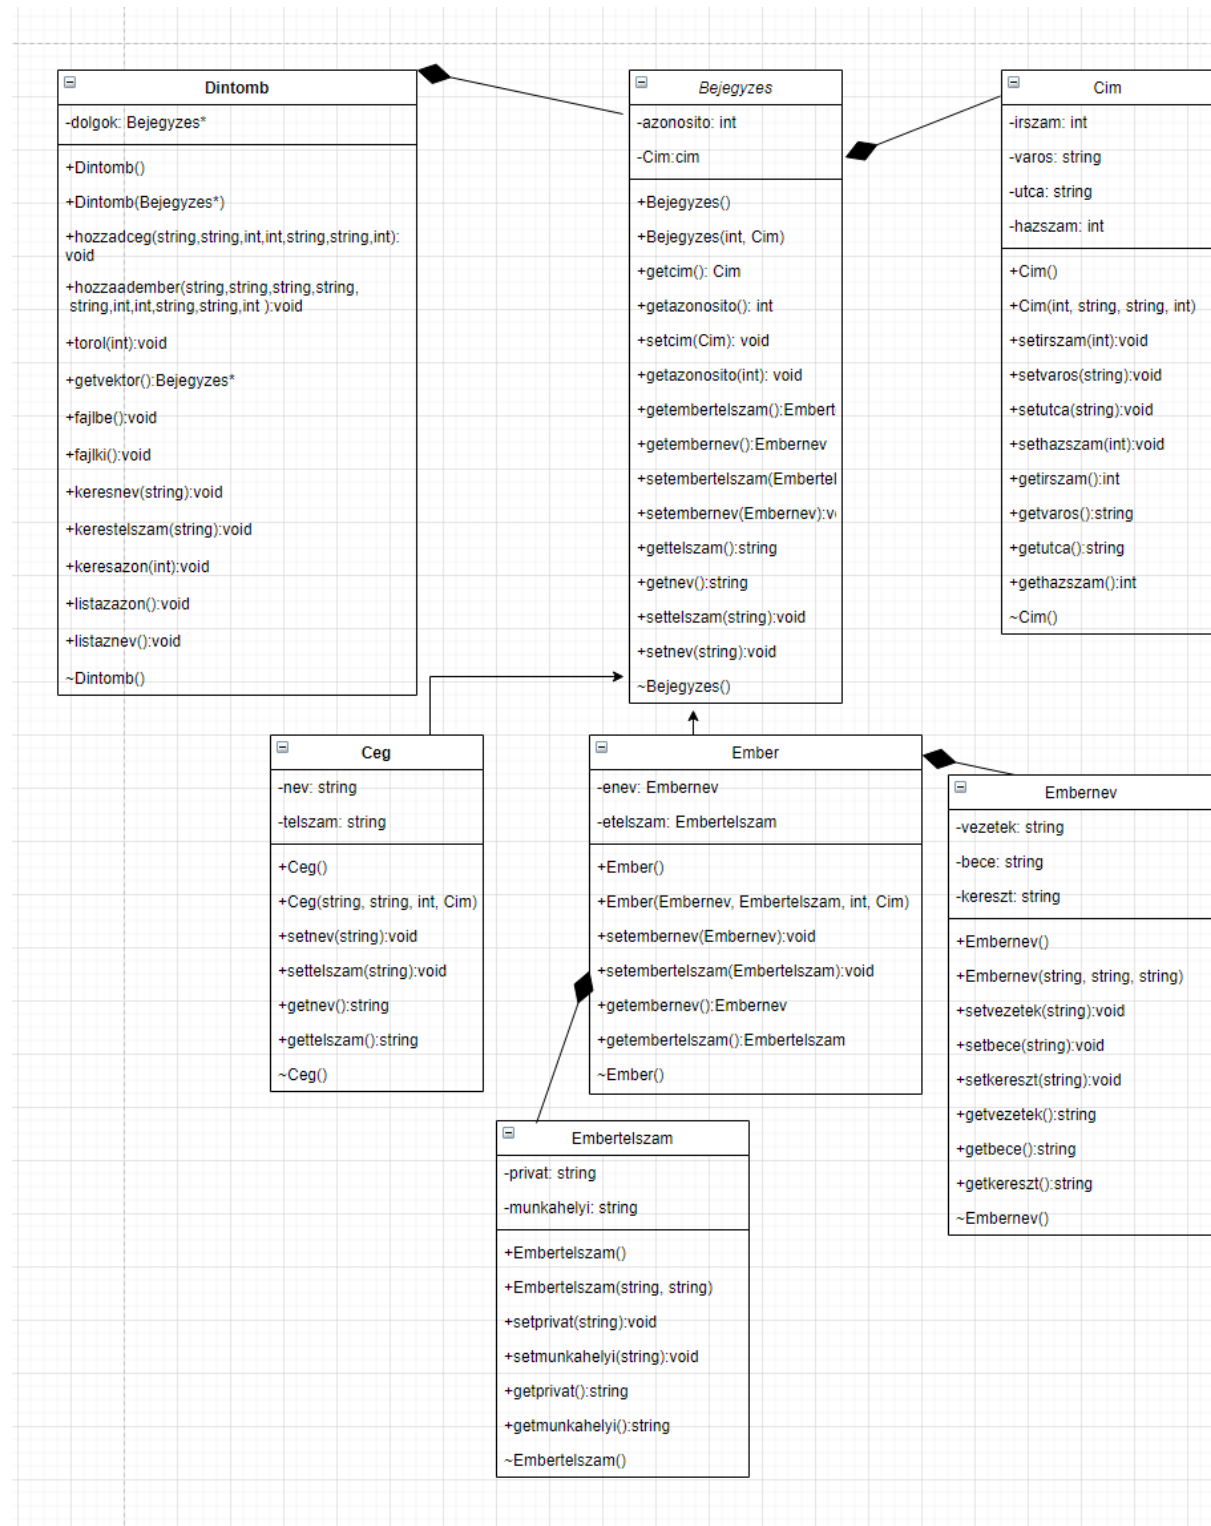 Dintomb
-dolgok: Bejegyzes*
+Dintomb()
+Dintomb(Bejegyzes*)
+hozzadceg(string,string,int,int,string,string,int):
void
+hozzaadember(string,string,string,string,
string,int,int,string,string,int ):void
+torol(int):void
+getvektor():Bejegyzes*
+fajlbe():void
+fajlki():void
+keresnev(string):void
+kerestelszam(string):void
+keresazon(int):void
+listazazon():void
+listaznev():void
~Dintomb()
Bejegyzes
-azonosito: int
-Cim:cim
+Bejegyzes()
+Bejegyzes(int, Cim)
+getcim(): Cim
+getazonosito(): int
+setcim(Cim): void
+getazonosito(int): void
+getembertelszam():Embert
+getembernev():Embernev
+setembertelszam(Embertel
+setembernev(Embernev):v
+gettelszam():string
+getnev():string
+settelszam(string):void
+setnev(string):void
~Bejegyzes()
Cim
-irszam: int
-varos: string
-utca: string
-hazszam: int
+Cim()
+Cim(int, string, string, int)
+setirszam(int):void
+setvaros(string):void
+setutca(string):void
+sethazszam(int):void
+getirszam():int
+getvaros():string
+getutca():string
+gethazszam():int
~Cim()
Ceg
-nev: string
-telszam: string
+Ceg()
+Ceg(string, string, int, Cim)
+setnev(string):void
+settelszam(string):void
+getnev():string
+gettelszam():string
~Ceg()
Ember
-enev: Embernev
-etelszam: Embertelszam
+Ember()
+Ember(Embernev, Embertelszam, int, Cim)
+setembernev(Embernev):void
+setembertelszam(Embertelszam):void
+getembernev():Embernev
+getembertelszam():Embertelszam
~Ember()
Embernev
-vezetek: string
-bece: string
-kereszt: string
+Embernev()
+Embernev(string, string, string)
+setvezetek(string):void
+setbece(string):void
+setkereszt(string):void
+getvezetek():string
+getbece():string
+getkereszt():string
~Embernev()
Embertelszam
-privat: string
-munkahelyi: string
+Embertelszam()
+Embertelszam(string, string)
+setprivat(string):void
+setmunkahelyi(string):void
+getprivat():string
+getmunkahelyi():string
~Embertelszam()